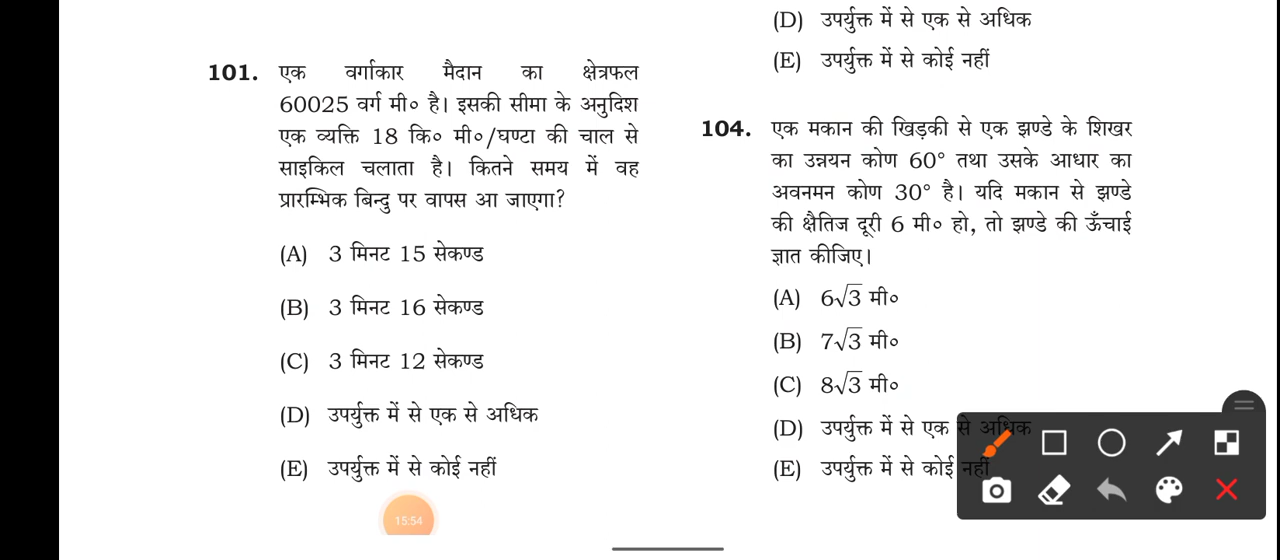 101. एक वर्गाकार मैदान का क्षेत्रफल
60025 वर्ग मी० है। इसकी सीमा के अनुदिश
एक व्यक्ति 18 कि० मी०/घण्टा की चाल से
साइकिल चलाता है। कितने समय में वह
प्रारम्भिक बिन्दु पर वापस आ जाएगा?
(A) 3 मिनट 15 सेकण्ड
(B) 3 मिनट 16 सेकण्ड
(C) 3 मिनट 12 सेकण्ड
(D) उपर्युक्त में से एक से अधिक
(E) उपर्युक्त में से कोई नहीं
15:54
(D) उपर्युक्त में से एक से अधिक
(E) उपर्युक्त में से कोई नहीं
104. एक मकान की खिड़की से एक झण्डे के शिखर
का उन्नयन कोण 60° तथा उसके आधार का
अवनमन कोण 30° है। यदि मकान से झण्डे
की क्षैतिज दूरी 6 मी० हो, तो झण्डे की ऊँचाई
ज्ञात कीजिए।
(A) 6√3 मी०
(B) 7√3 मी०
(C) 8√3 मी०
(D) उपर्युक्त में से एक से अधिक
(E) उपर्युक्त में से कोई नहीं